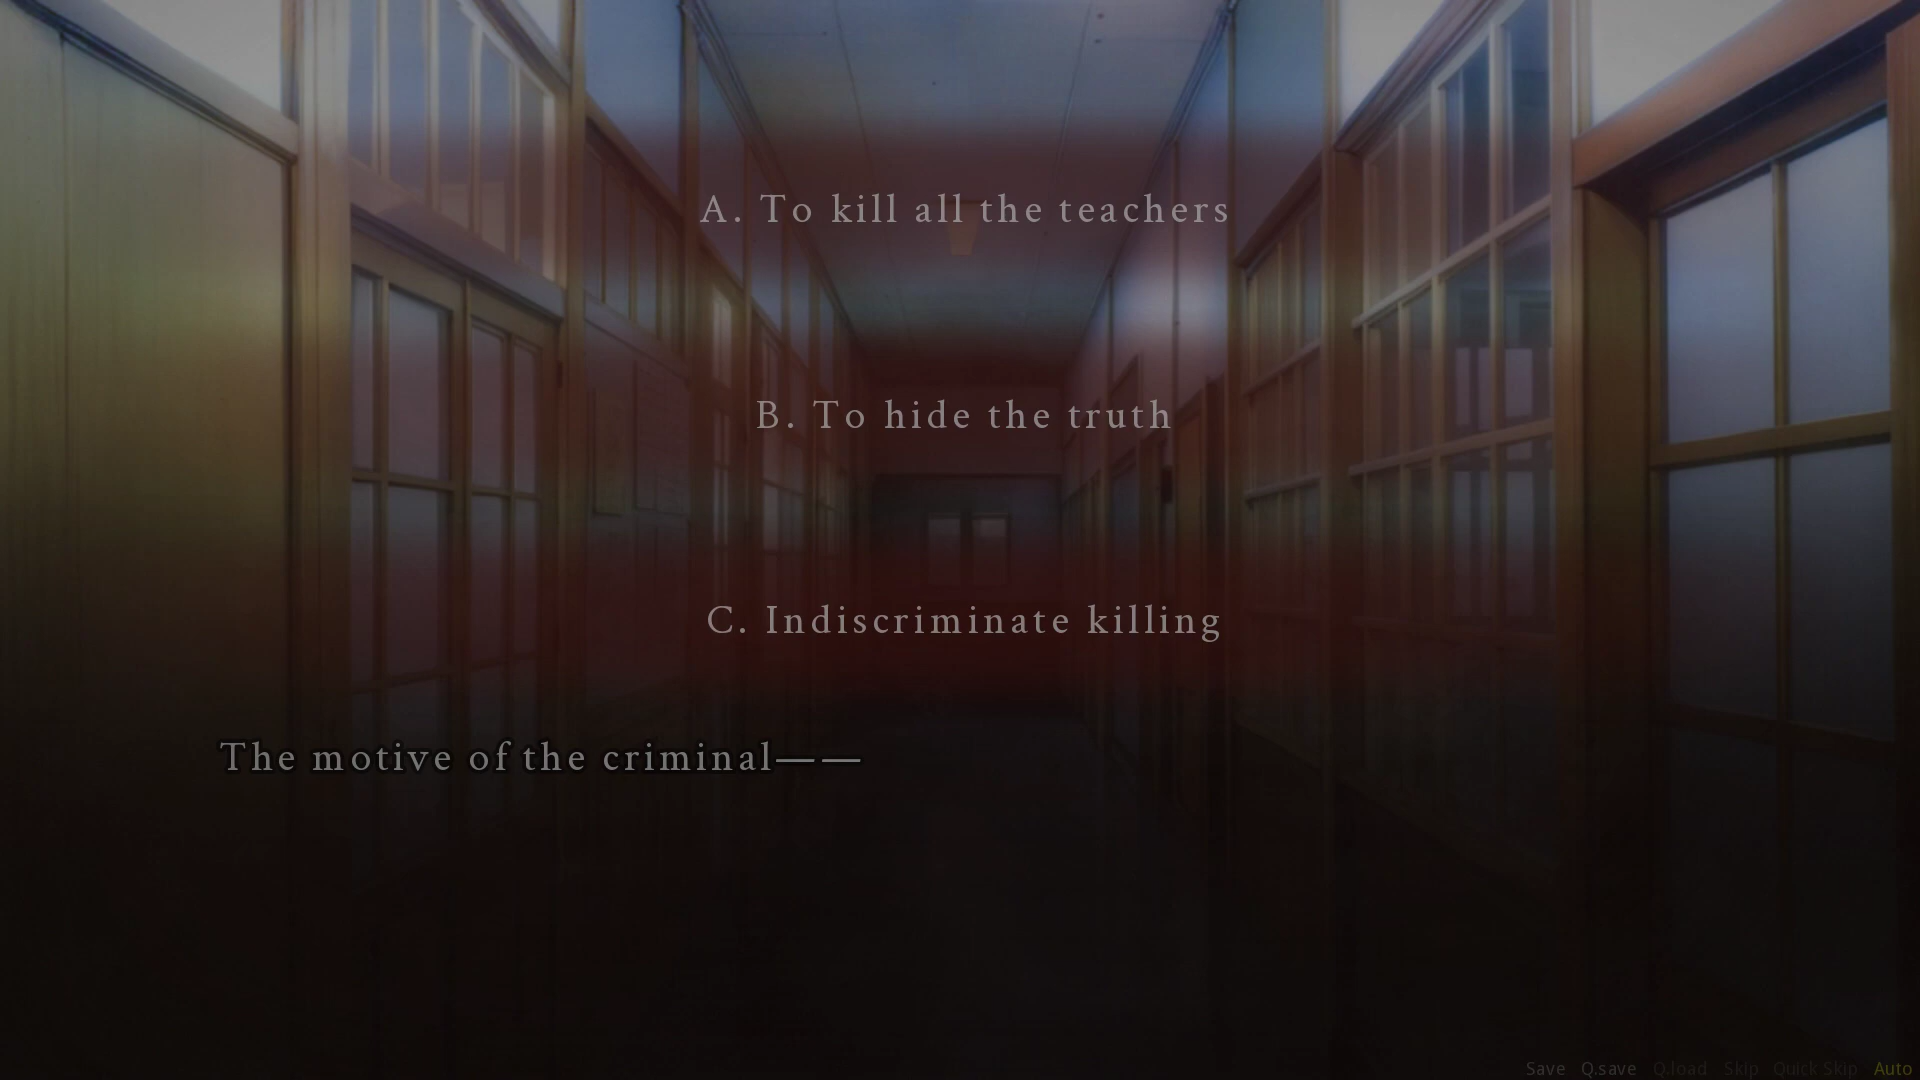 A. To kill all the teachers
B. To hide the truth
C. Indiscriminate killing
The motive of the criminal——
Save Q.save Q.load Skip Quick Skip Auto